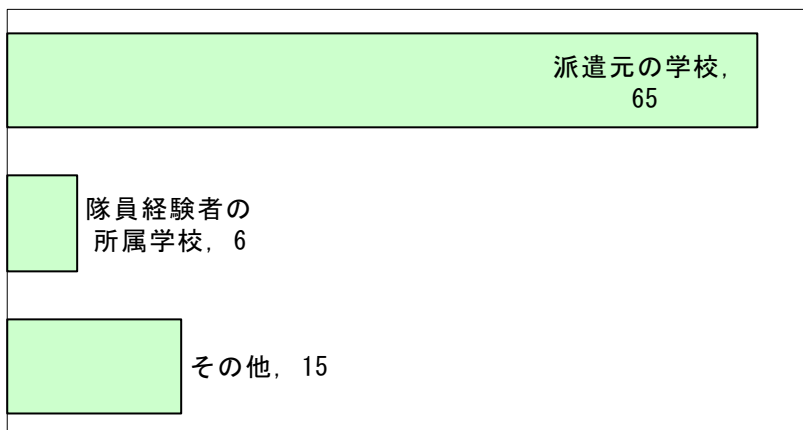 派遣元の学校,
65
隊員経験者の
所属学校, 6
その他, 15